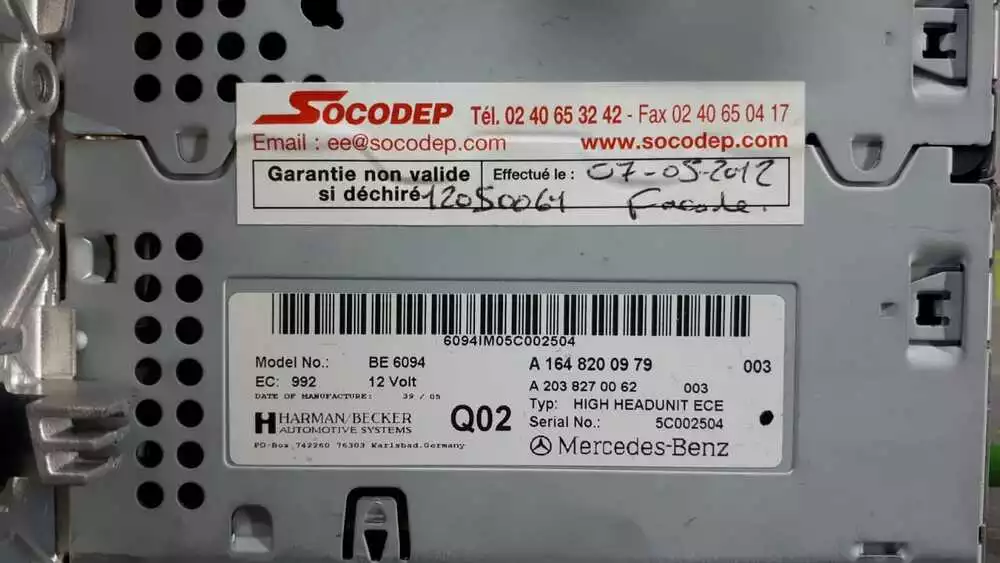 SOCODEP Tél. 02 40 65 32 42 - Fax 02 40 65 04 17
Email : ee@socodep.com www.socodep.com
Garantie non valide
si déchiré 12050061
Effectué le : 07-05-2012
Facade.
6094IM05C002504
Model No.: BE 6094 A 164 820 09 79 003
EC: 992 12 Volt A 203 827 00 62 003
DATE OF MANUFACTURE: 39 / 05 Typ: HIGH HEADUNIT ECE
HARMAN/BECKER
AUTOMOTIVE SYSTEMS
Q02
Serial No.: 5C002504
PO-Box 742260 76303 Karlsbad.Germany
Mercedes-Benz